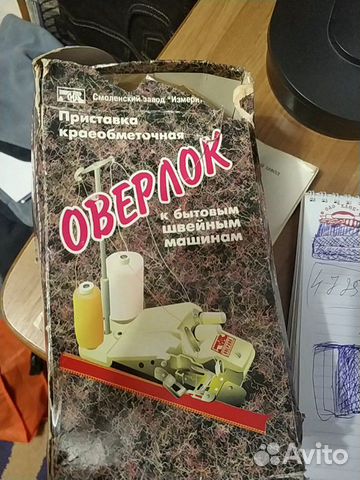 Смоленский завод "Измери
Приставка
краеобметочная
ОВЕРЛОК
к бытовым
швейным
машинам
Avito